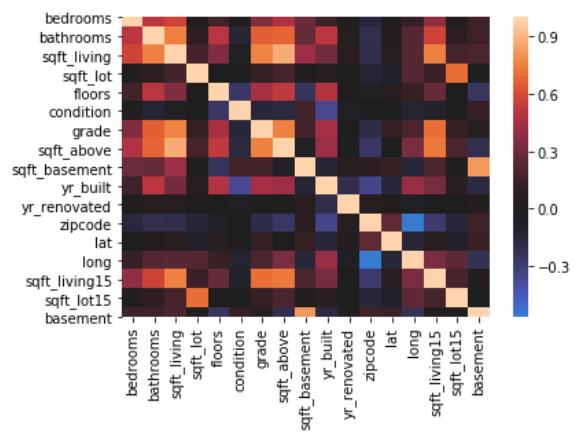 bedrooms
bathrooms
sqft_living
sqft_lot
floors
condition
grade
sqft_above
sqft_basement
yr_built
yr_renovated
zipcode
lat
long
sqft_living15
sqft_lot15
basement
bedrooms
bathrooms
sqft_living
sqft_lot
floors
condition
grade
sqft_above
sqft_basement
yr_built
yr_renovated
zipcode
lat
long
sqft_living15
sqft_lot15
basement
0.9
0.6
0.3
0.0
−0.3